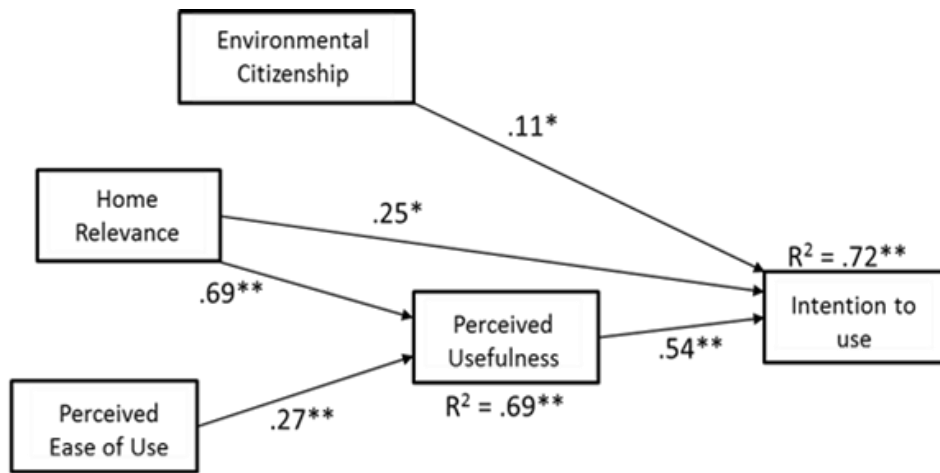 Environmental
Citizenship
.11*
Home
Relevance
.25*
R² = .72**
.69**
Intention to
use
Perceived
Usefulness
.54**
R² = .69**
Perceived
Ease of Use
.27**